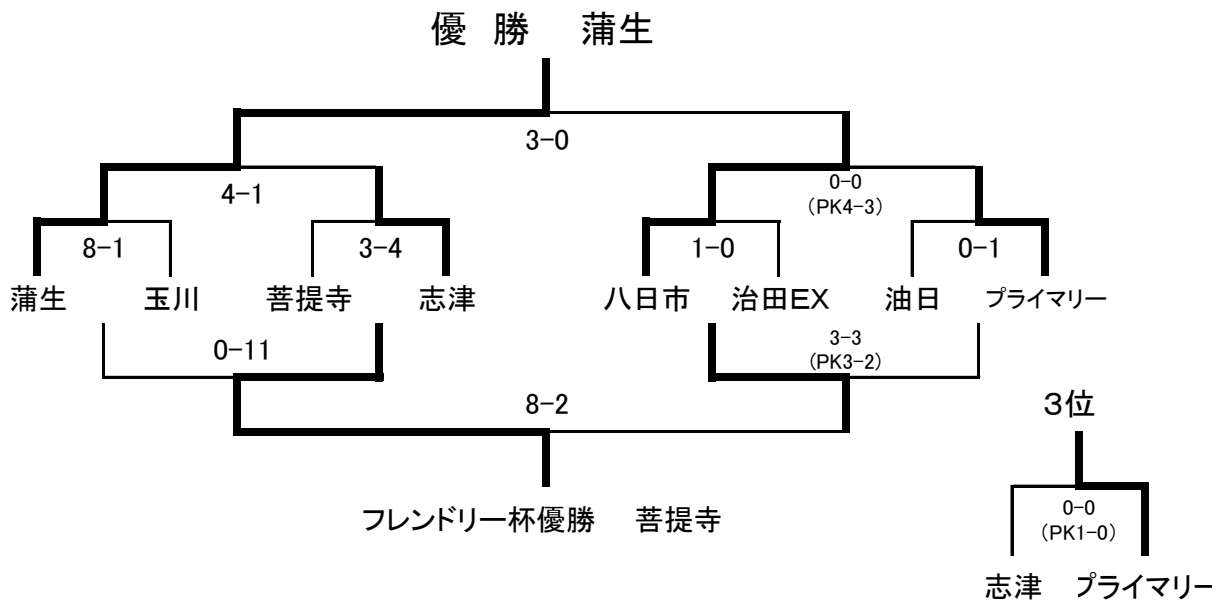 優 勝 蒲生
3-0
4-1
0-0
(PK4-3)
8-1
3-4
1-0
0-1
蒲生 玉川 菩提寺 志津 八日市 治田EX 油日 プライマリー
0-11
3-3
(PK3-2)
8-2
3位
0-0
(PK1-0)
フレンドリー杯優勝 菩提寺
志津 プライマリー